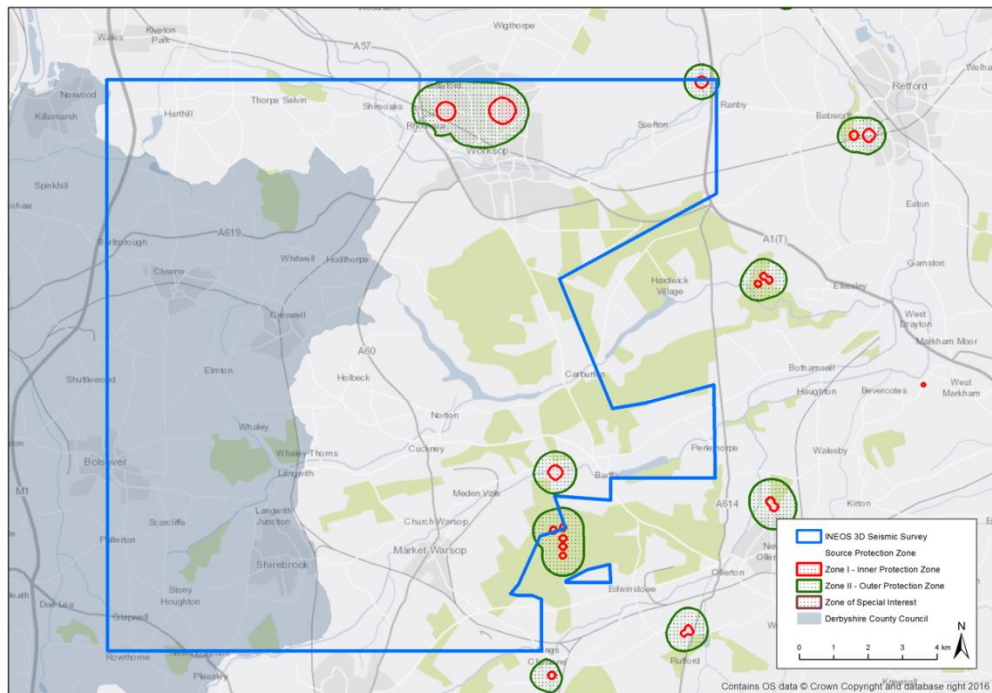 Wales
Kiveton
Park
A57
Wigthorpe
Norwood
Killamarsh
Harthill
Thorpe Salvin
Shireoaks
Worksop
Scofton
Ranby
Retford
Babworth
Spinkhill
Barlborough
A619
Clowne
Whitwell
Hodthorpe
Creswell
Hardwick
Village
A1(T)
Elkesley
Eaton
Gamston
West
Drayton
Markham Moor
A60
Shuttlewood
Elmton
Holbeck
Carburton
Bothamsall
Haughton
Bevercotes
West
Markham
Norton
Whaley
Cuckney
Perlethorpe
Walesby
Bolsover
Whaley Thorns
Langwith
M1
A614
Kirton
Meden Vale
Scarcliffe
Langwith
Junction
Church Warsop
Palterton
Market Warsop
Shirebrook
Ollerton
Edwinstowe
Stony
Houghton
Doe Lea
Glapwell
Rowthorne
Pleasley
Rufford
INEOS 3D Seismic Survey
Source Protection Zone
Zone I - Inner Protection Zone
Zone II - Outer Protection Zone
Zone of Special Interest
Derbyshire County Council
N
0 1 2 3 4 km
Contains OS data © Crown Copyright and database right 2016